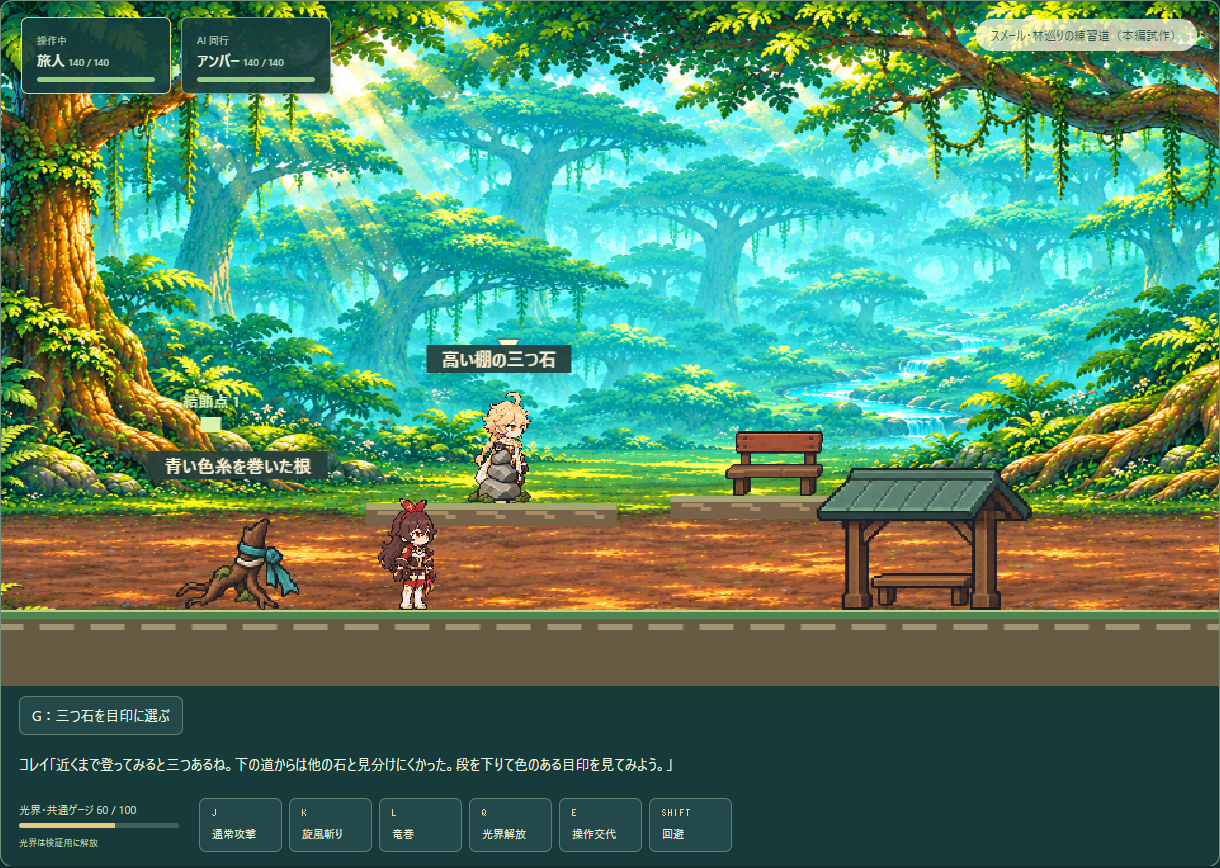 操作中
旅人 140 / 140
AI 同行
アンバー 140 / 140
スメール・林巡りの練習道（本編試作）
高い棚の三つ石
結節点 1
青い色糸を巻いた根
G：三つ石を目印に選ぶ
コレイ「近くまで登ってみると三つあるね。下の道からは他の石と見分けにくかった。段を下りて色のある目印を見てみよう。」
光界・共通ゲージ 60 / 100
光界は検証用に解放
J
通常攻撃
K
旋風斬り
L
竜巻
Q
光界解放
E
操作交代
SHIFT
回避